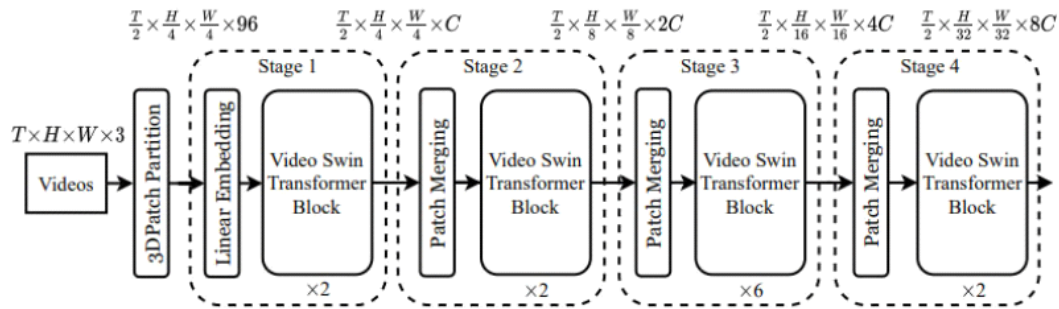 T/2 × H/4 × W/4 × 96
T/2 × H/4 × W/4 × C
T/2 × H/8 × W/8 × 2C
T/2 × H/16 × W/16 × 4C
T/2 × H/32 × W/32 × 8C
T×H×W×3
Videos
3D Patch Partition
Stage 1
Linear Embedding
Video Swin
Transformer
Block
×2
Stage 2
Patch Merging
Video Swin
Transformer
Block
×2
Stage 3
Patch Merging
Video Swin
Transformer
Block
×6
Stage 4
Patch Merging
Video Swin
Transformer
Block
×2